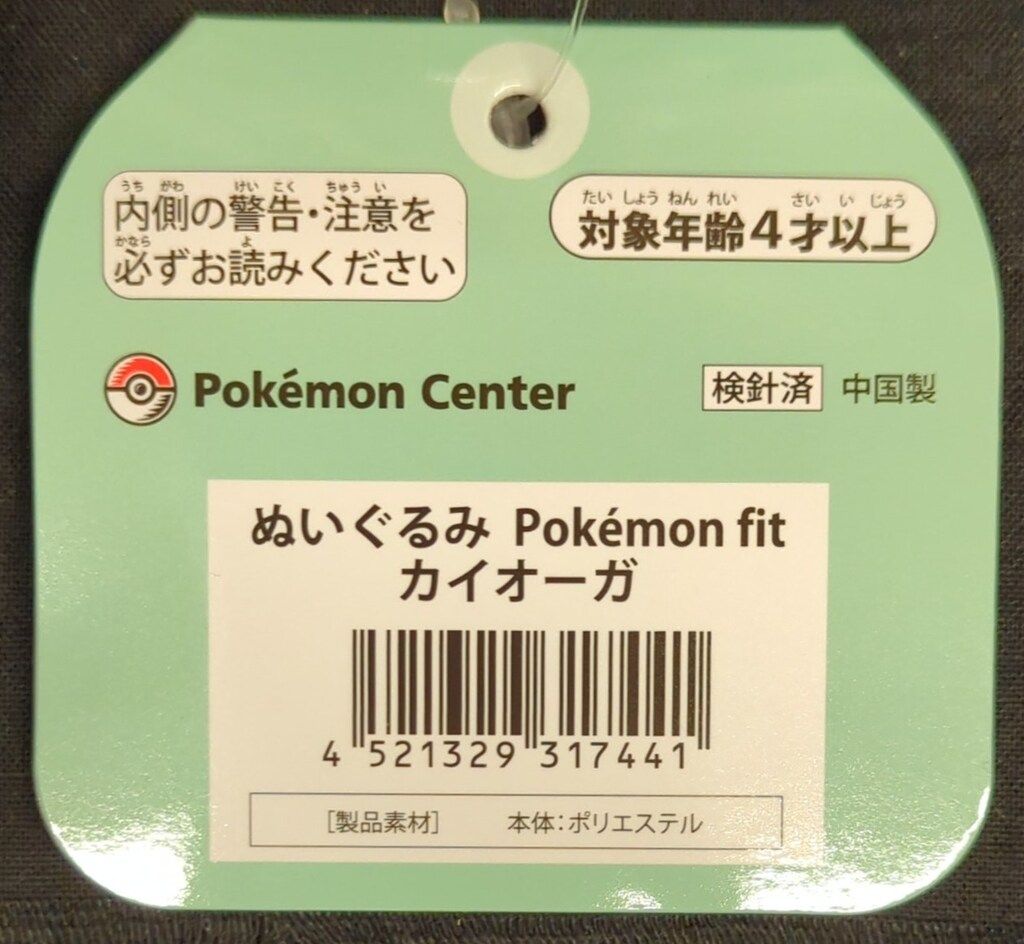 内側の警告・注意を
必ずお読みください
対象年齢4才以上
Pokémon Center
検針済 中国製
ぬいぐるみ Pokémon fit
カイオーガ
4 521329 317441
[製品素材] 本体:ポリエステル